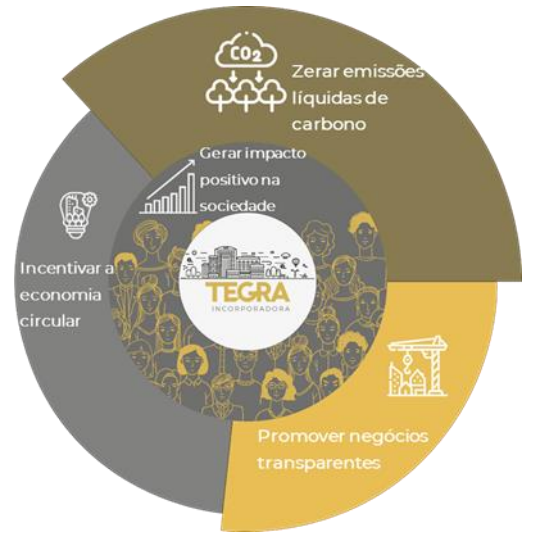 CO2
Zerar emissões
líquidas de
carbono
Gerar impacto
positivo na
sociedade
Incentivar a
economia
circular
TEGRA
INCORPORADORA
Promover negócios
transparentes